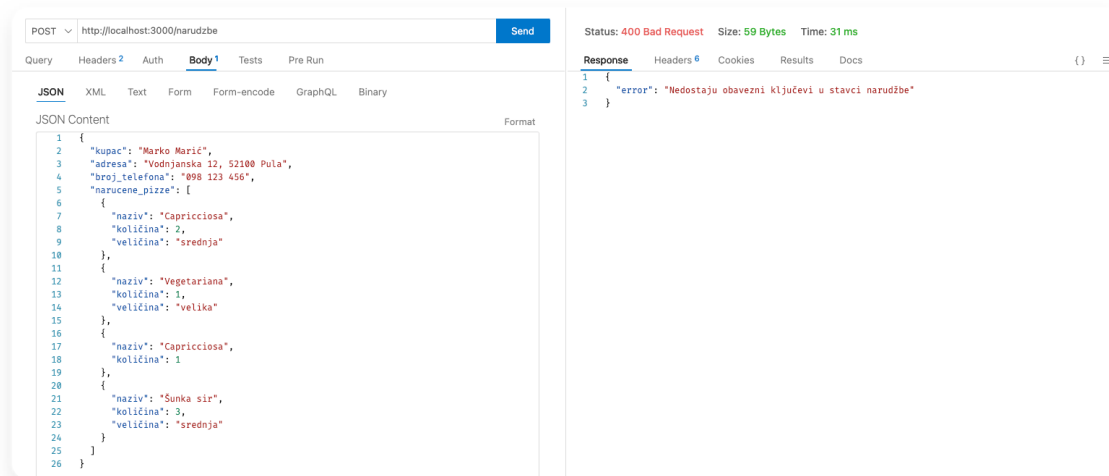 POST http://localhost:3000/narudzbe Send
Query Headers 2 Auth Body 1 Tests Pre Run
JSON XML Text Form Form-encode GraphQL Binary
JSON Content Format
1 {
2 "kupac": "Marko Marić",
3 "adresa": "Vodnjanska 12, 52100 Pula",
4 "broj_telefona": "098 123 456",
5 "narucene_pizze": [
6 {
7 "naziv": "Capricciosa",
8 "količina": 2,
9 "veličina": "srednja"
10 },
11 {
12 "naziv": "Vegetariana",
13 "količina": 1,
14 "veličina": "velika"
15 },
16 {
17 "naziv": "Capricciosa",
18 "količina": 1
19 },
20 {
21 "naziv": "Šunka sir",
22 "količina": 3,
23 "veličina": "srednja"
24 }
25 ]
26 }
Status: 400 Bad Request Size: 59 Bytes Time: 31 ms
Response Headers 6 Cookies Results Docs { }
1 {
2 "error": "Nedostaju obavezni ključevi u stavci narudžbe"
3 }